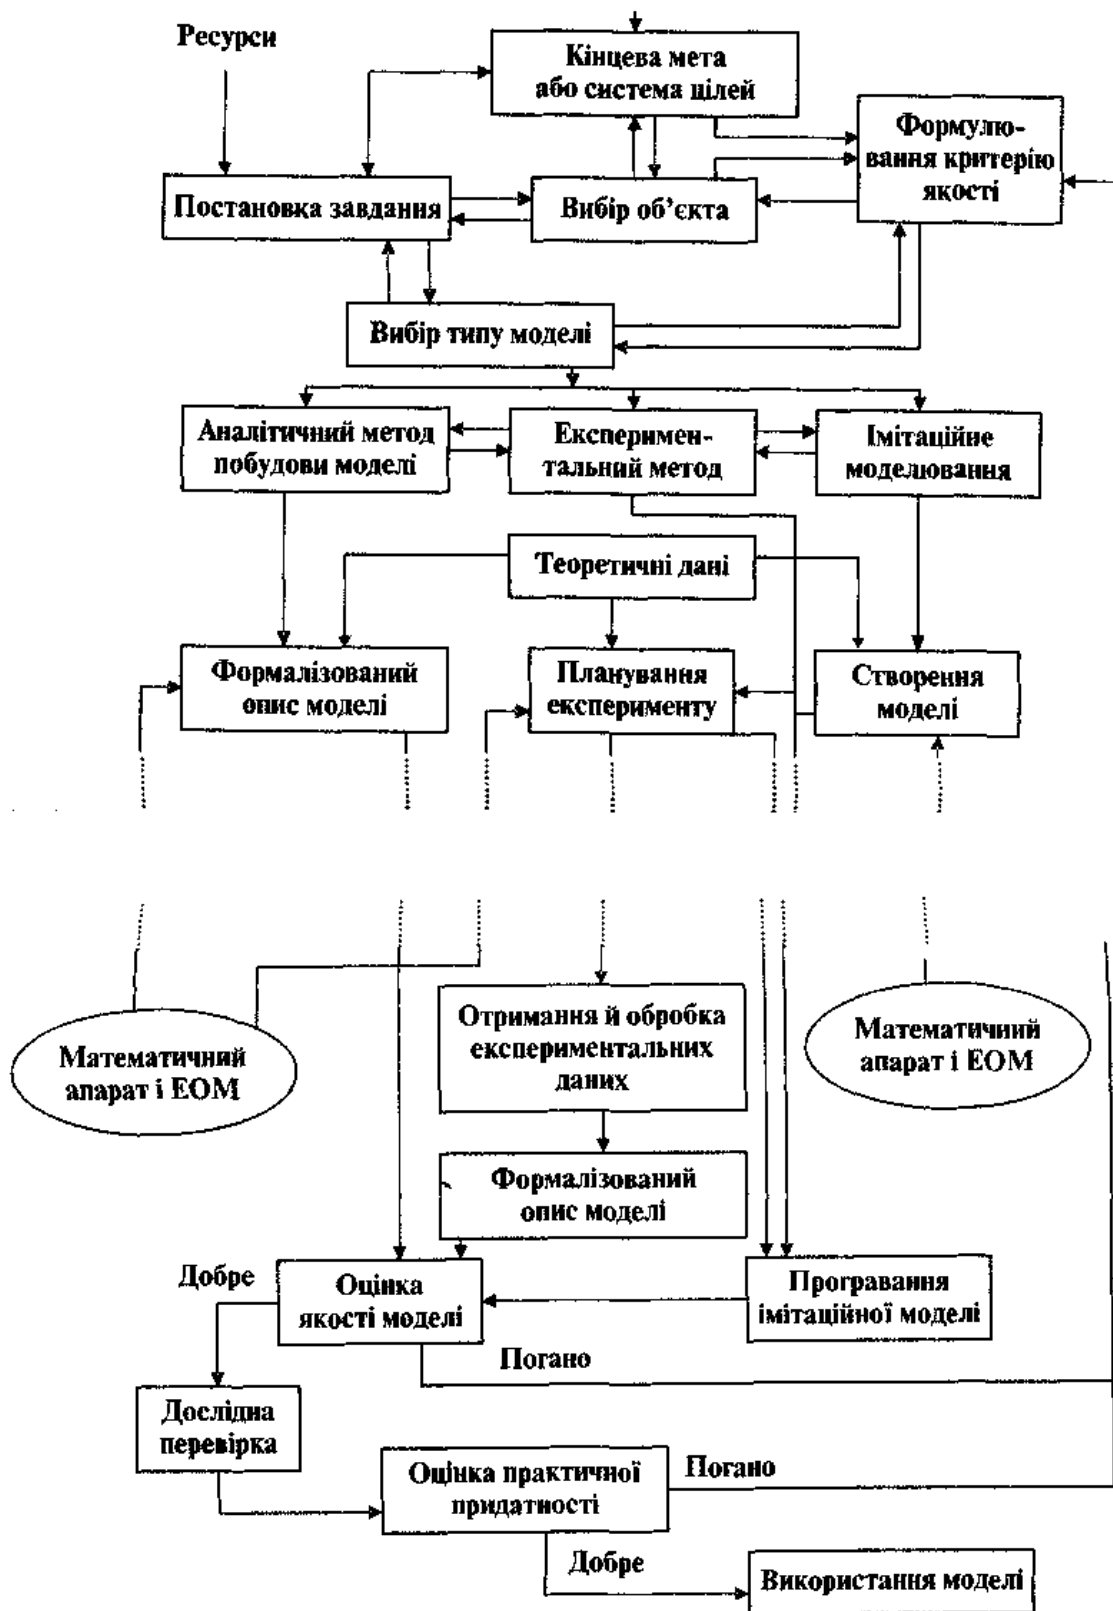 Ресурси
Кінцева мета
або система цілей
Формулю-
вання критерію
якості
Постановка завдання
Вибір об’єкта
Вибір типу моделі
Аналітичний метод
побудови моделі
Експеримен-
тальний метод
Імітаційне
моделювання
Теоретичні дані
Формалізований
опис моделі
Планування
експерименту
Створення
моделі
Математичний
апарат і ЕОМ
Отримання й обробка
експериментальних
даних
Математичний
апарат і ЕОМ
Формалізований
опис моделі
Добре
Оцінка
якості моделі
Програвання
імітаційної моделі
Погано
Дослідна
перевірка
Оцінка практичної
придатності
Погано
Добре
Використання моделі